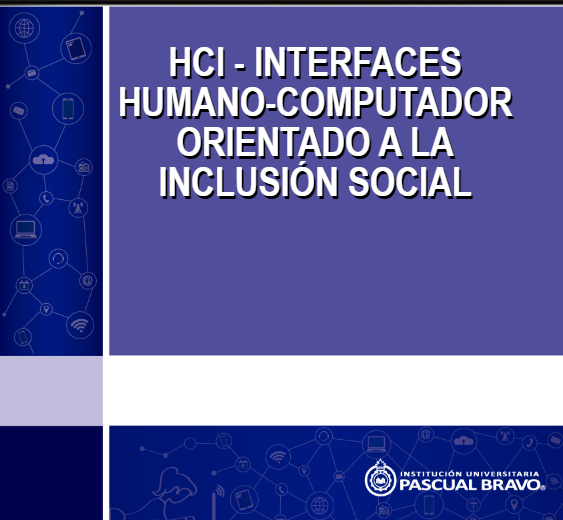 HCI - INTERFACES
HUMANO-COMPUTADOR
ORIENTADO A LA
INCLUSIÓN SOCIAL
INSTITUCIÓN UNIVERSITARIA
PASCUAL BRAVO®